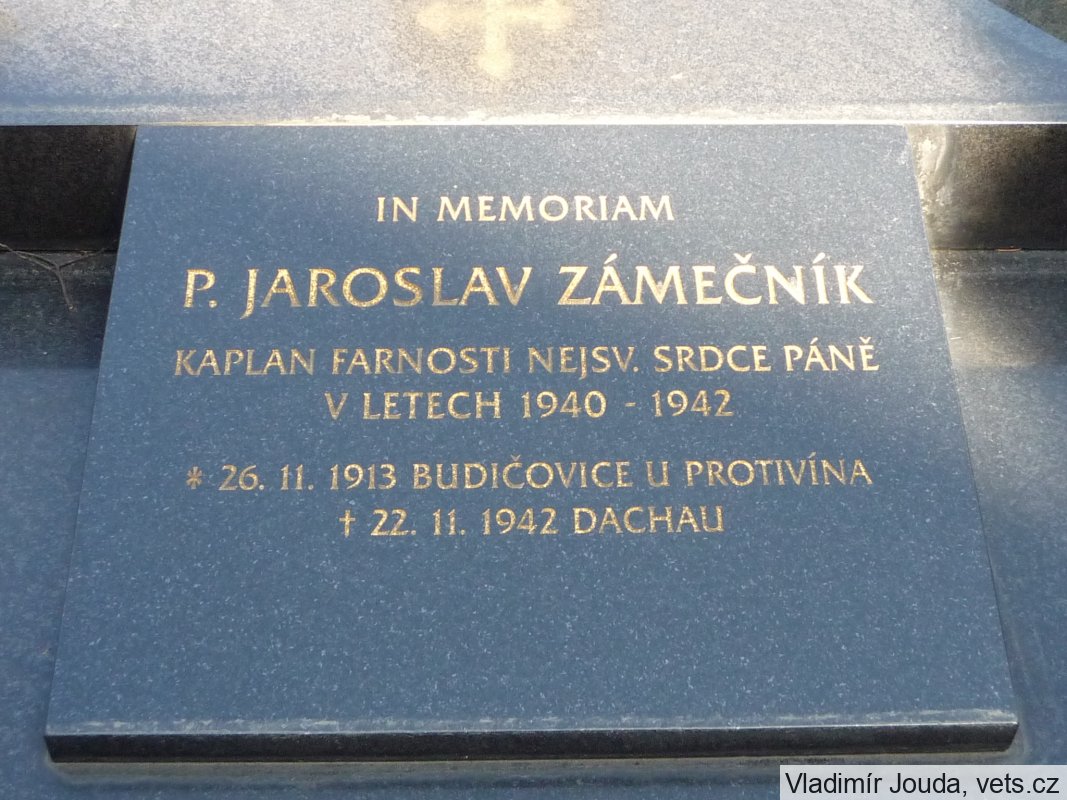 IN MEMORIAM
P. JAROSLAV ZÁMEČNÍK
KAPLAN FARNOSTI NEJSV. SRDCE PÁNĚ
V LETECH 1940 - 1942
* 26. 11. 1913 BUDIČOVICE U PROTIVÍNA
† 22. 11. 1942 DACHAU
Vladimír Jouda, vets.cz